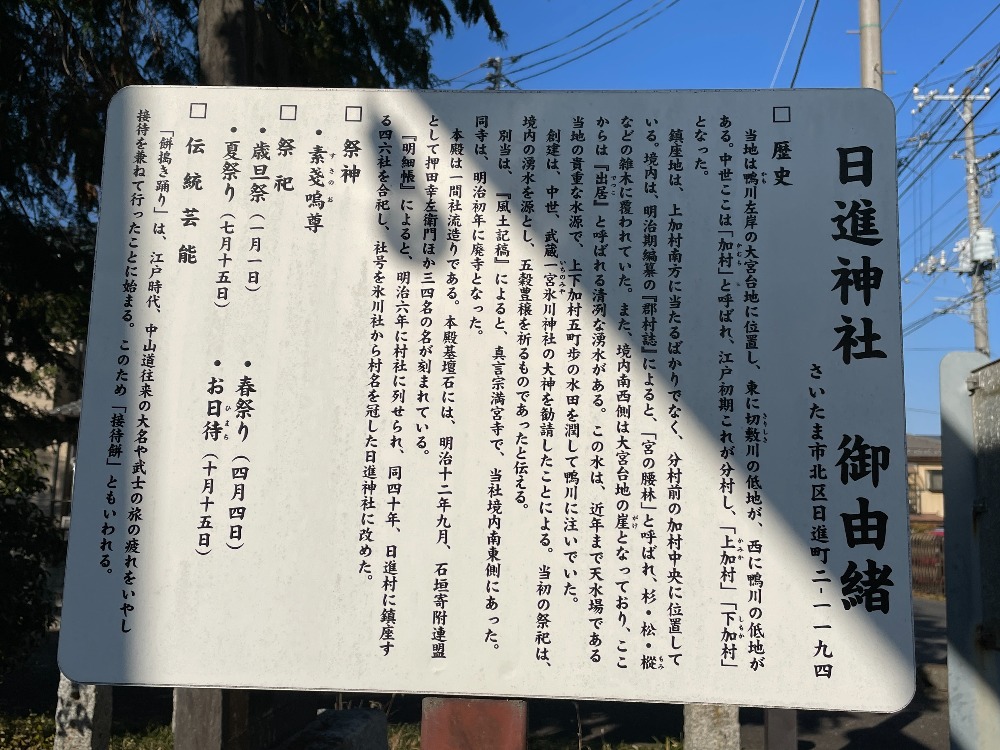 日進神社 御由緒
さいたま市北区日進町二-一一九四
□歴史
当地は鴨川左岸の大宮台地に位置し、東に切敷川の低地が、西に鴨川の低地が
ある。中世ここは「加村」と呼ばれ、江戸初期これが分村し、「上加村」「下加村」
となった。
鎮座地は、上加村南方に当たるばかりでなく、分村前の加村中央に位置して
いる。境内は、明治期編纂の『郡村誌』によると、「宮の腰林」と呼ばれ、杉・松・樅
などの雑木に覆われていた。また、境内南西側は大宮台地の崖となっており、ここ
からは『出居』と呼ばれる清冽な湧水がある。この水は、近年まで天水場である
当地の貴重な水源で、上下加村五町歩の水田を潤して鴨川に注いでいた。
創建は、中世、武蔵一宮氷川神社の大神を勧請したことによる。当初の祭祀は、
境内の湧水を源とし、五穀豊穣を祈るものであったと伝える。
別当は、『風土記稿』によると、真言宗満宮寺で、当社境内南東側にあった。
同寺は、明治初年に廃寺となった。
本殿は一間社流造りである。本殿基壇石には、明治十二年九月、石垣寄附連盟
として押田幸左衛門ほか三四名の名が刻まれている。
『明細帳』によると、明治六年に村社に列せられ、同四十年、日進村に鎮座す
る四六社を合祀し、社号を氷川社から村名を冠した日進神社に改めた。
□祭神
・素戔嗚尊
□祭祀
・歳旦祭（一月一日） ・春祭り（四月四日）
・夏祭り（七月十五日） ・お日待（十月十五日）
□伝統芸能
「餅搗き踊り」は、江戸時代、中山道往来の大名や武士の旅の疲れをいやし
接待を兼ねて行ったことに始まる。このため「接待餅」ともいわれる。